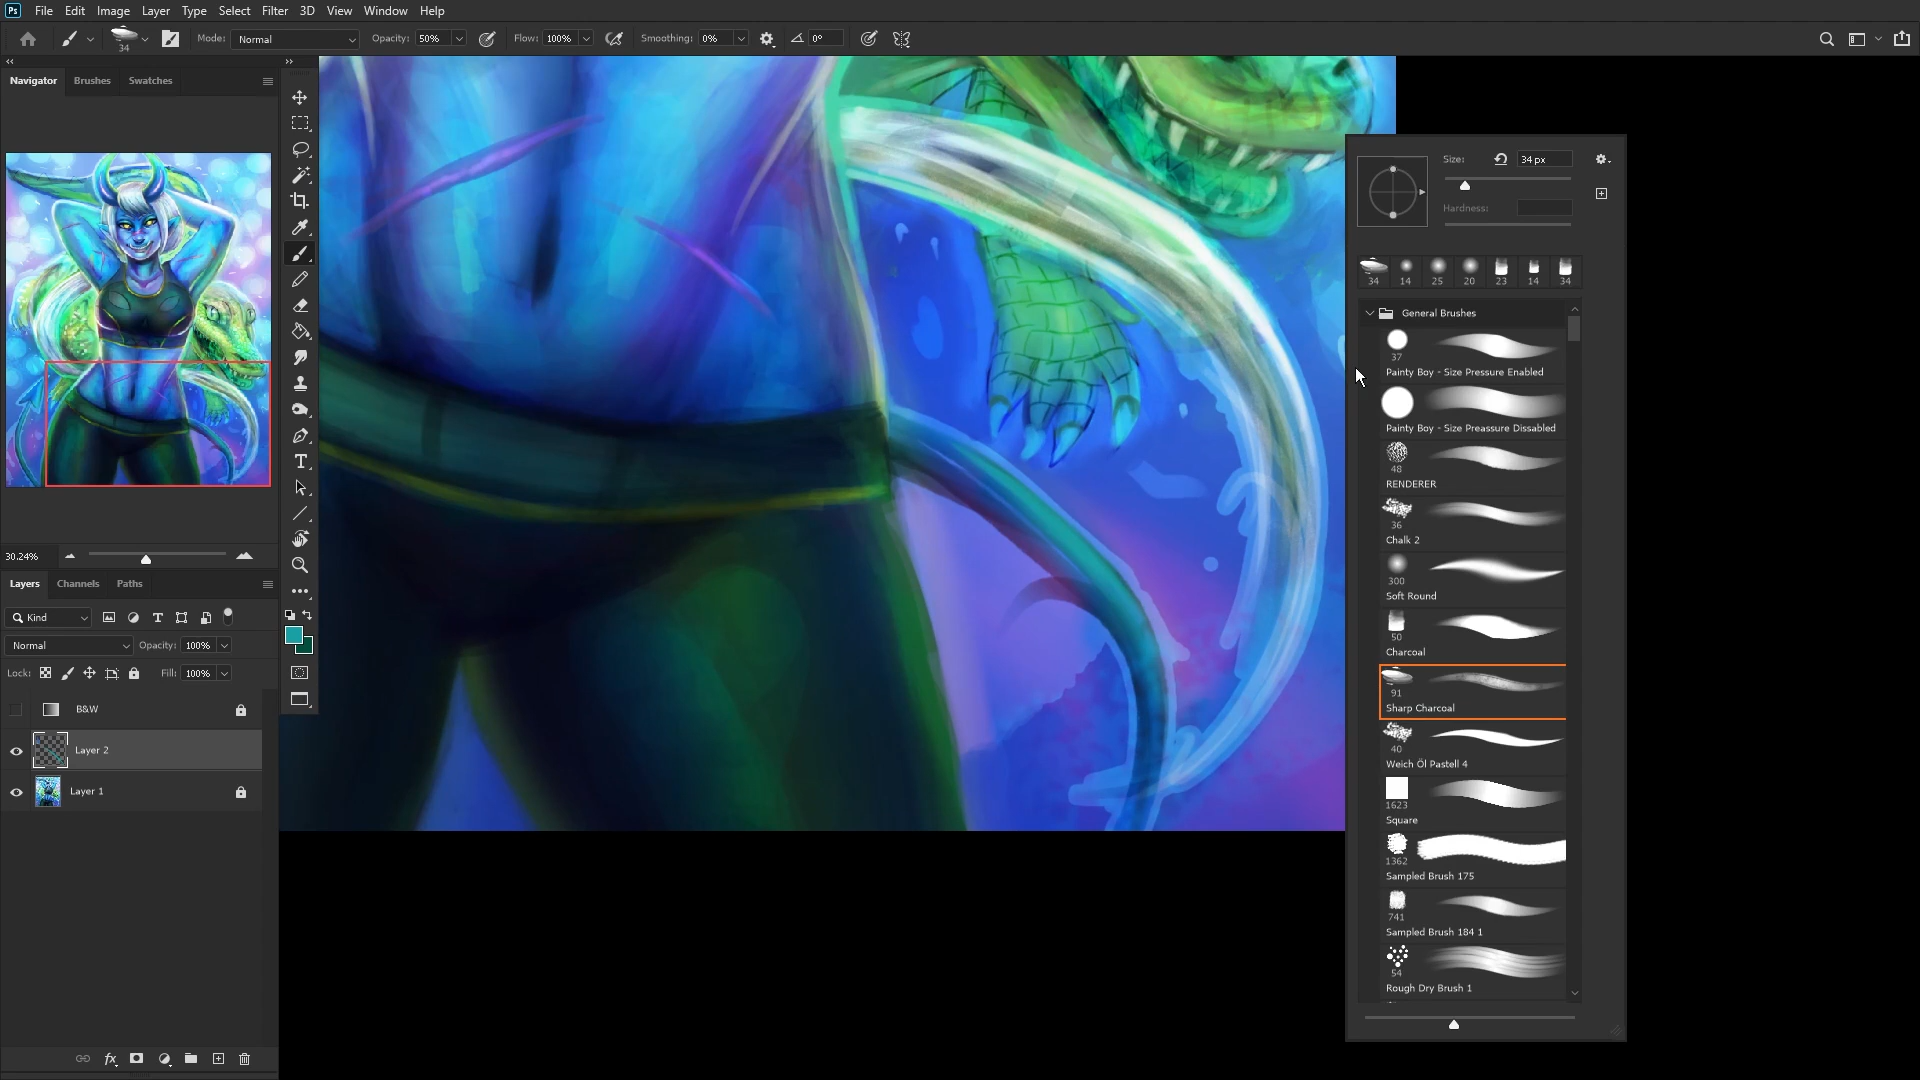 Ps File Edit Image Layer Type Select Filter 3D View Window Help
34 Mode: Normal Opacity: 50% Flow: 100% Smoothing: 0% 0°
Navigator Brushes Swatches
30.24%
Layers Channels Paths
Kind
Normal Opacity: 100%
Lock: Fill: 100%
B&W
Layer 2
Layer 1
fx
Size: 34 px
Hardness:
34 14 25 20 23 14 34
General Brushes
37
Painty Boy - Size Pressure Enabled
Painty Boy - Size Preassure Dissabled
48
RENDERER
36
Chalk 2
300
Soft Round
50
Charcoal
91
Sharp Charcoal
40
Weich Öl Pastell 4
1623
Square
1362
Sampled Brush 175
741
Sampled Brush 184 1
54
Rough Dry Brush 1